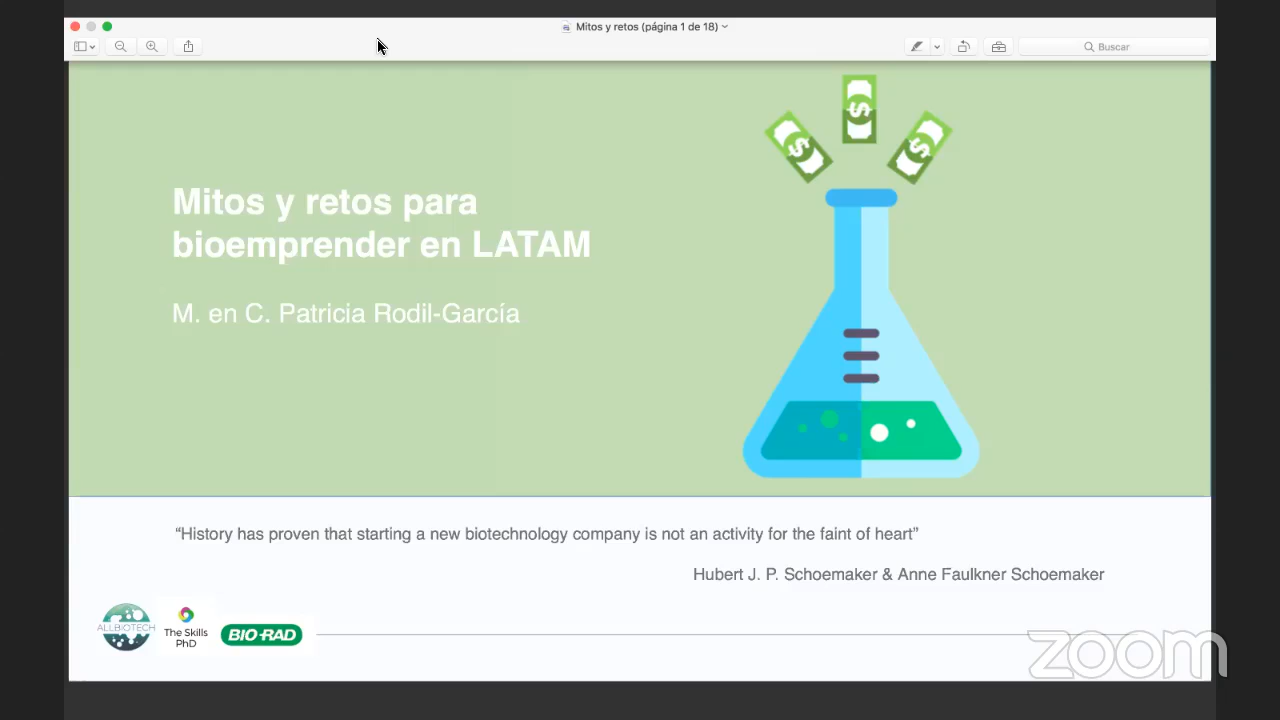 Mitos y retos (página 1 de 18)
Buscar
Mitos y retos para
bioemprender en LATAM
M. en C. Patricia Rodil-García
“History has proven that starting a new biotechnology company is not an activity for the faint of heart”
Hubert J. P. Schoemaker & Anne Faulkner Schoemaker
ALLBIOTECH
The Skills
PhD
BIO-RAD
zoom